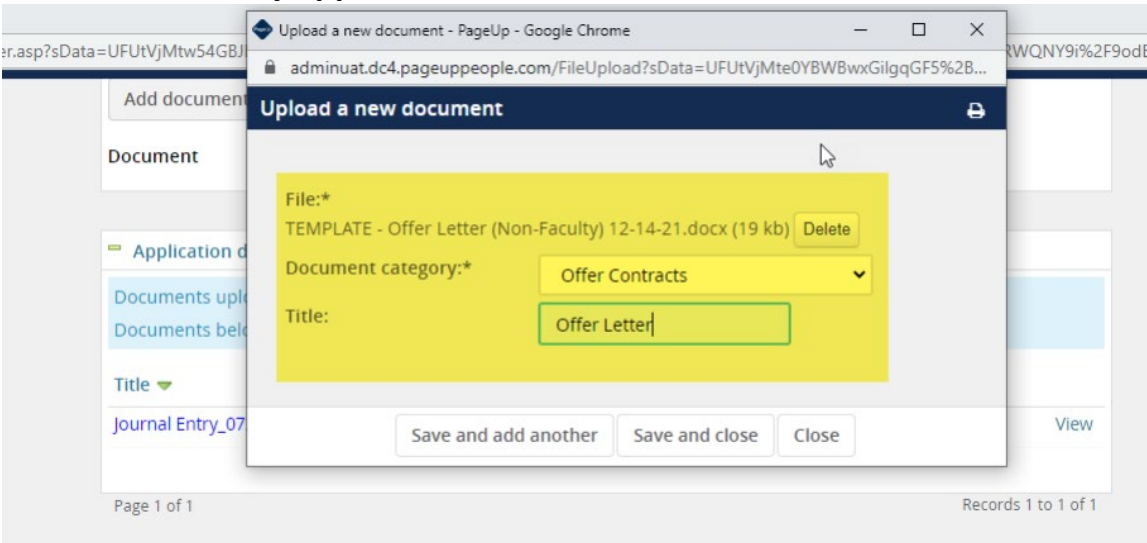 Upload a new document - PageUp - Google Chrome
er.asp?sData=UFUtVjMtw54GBJ
RWQNY9i%2F9odE
adminuat.dc4.pageuppeople.com/FileUpload?sData=UFUtVjMte0YBWBwxGilgqGF5%2B...
Add document
Upload a new document
Document
File:*
TEMPLATE - Offer Letter (Non-Faculty) 12-14-21.docx (19 kb) Delete
Application d
Document category:* Offer Contracts
Documents uplo
Title: Offer Letter
Documents belo
Title
Journal Entry_07
View
Save and add another Save and close Close
Page 1 of 1
Records 1 to 1 of 1